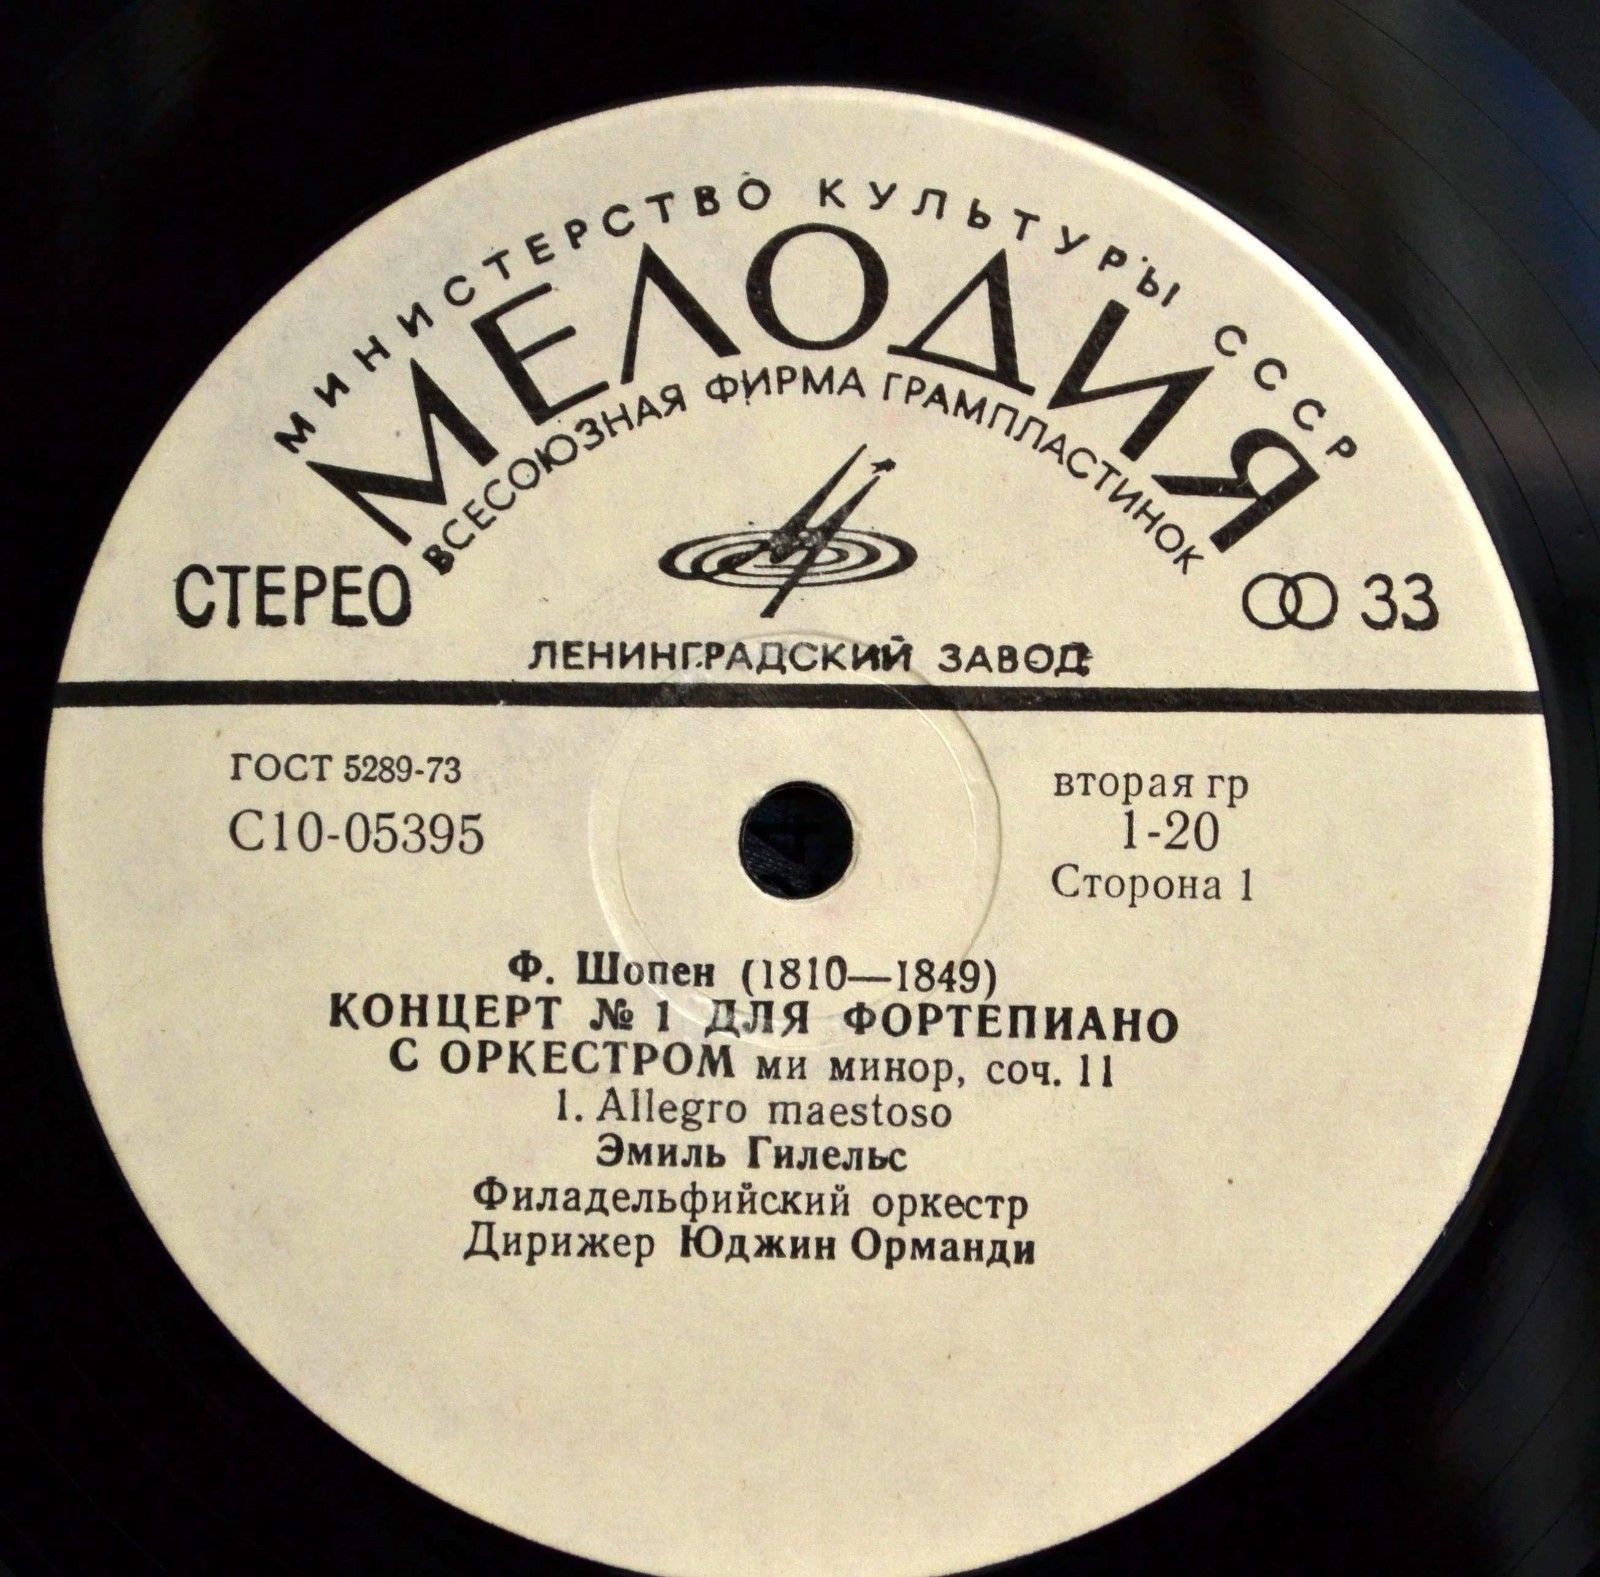 МИНИСТЕРСТВО КУЛЬТУРЫ СССР
МЕЛОДИЯ
ВСЕСОЮЗНАЯ ФИРМА ГРАМПЛАСТИНОК
СТЕРЕО
33
ЛЕНИНГРАДСКИЙ ЗАВОД
ГОСТ 5289-73
С10-05395
вторая гр
1-20
Сторона 1
Ф. Шопен (1810—1849)
КОНЦЕРТ № 1 ДЛЯ ФОРТЕПИАНО
С ОРКЕСТРОМ ми минор, соч. 11
1. Allegro maestoso
Эмиль Гилельс
Филадельфийский оркестр
Дирижер Юджин Орманди